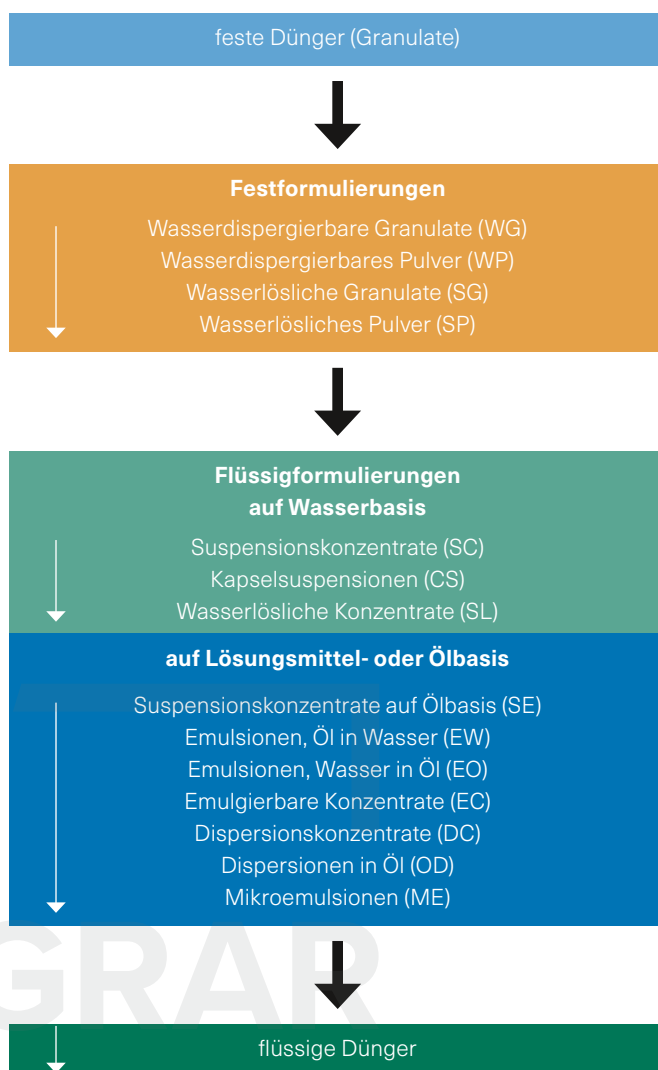 feste Dünger (Granulate)
Festformulierungen
Wasserdispergierbare Granulate (WG)
Wasserdispergierbares Pulver (WP)
Wasserlösliche Granulate (SG)
Wasserlösliches Pulver (SP)
Flüssigformulierungen
auf Wasserbasis
Suspensionskonzentrate (SC)
Kapselsuspensionen (CS)
Wasserlösliche Konzentrate (SL)
auf Lösungsmittel- oder Ölbasis
Suspensionskonzentrate auf Ölbasis (SE)
Emulsionen, Öl in Wasser (EW)
Emulsionen, Wasser in Öl (EO)
Emulgierbare Konzentrate (EC)
Dispersionskonzentrate (DC)
Dispersionen in Öl (OD)
Mikroemulsionen (ME)
GRAR
flüssige Dünger